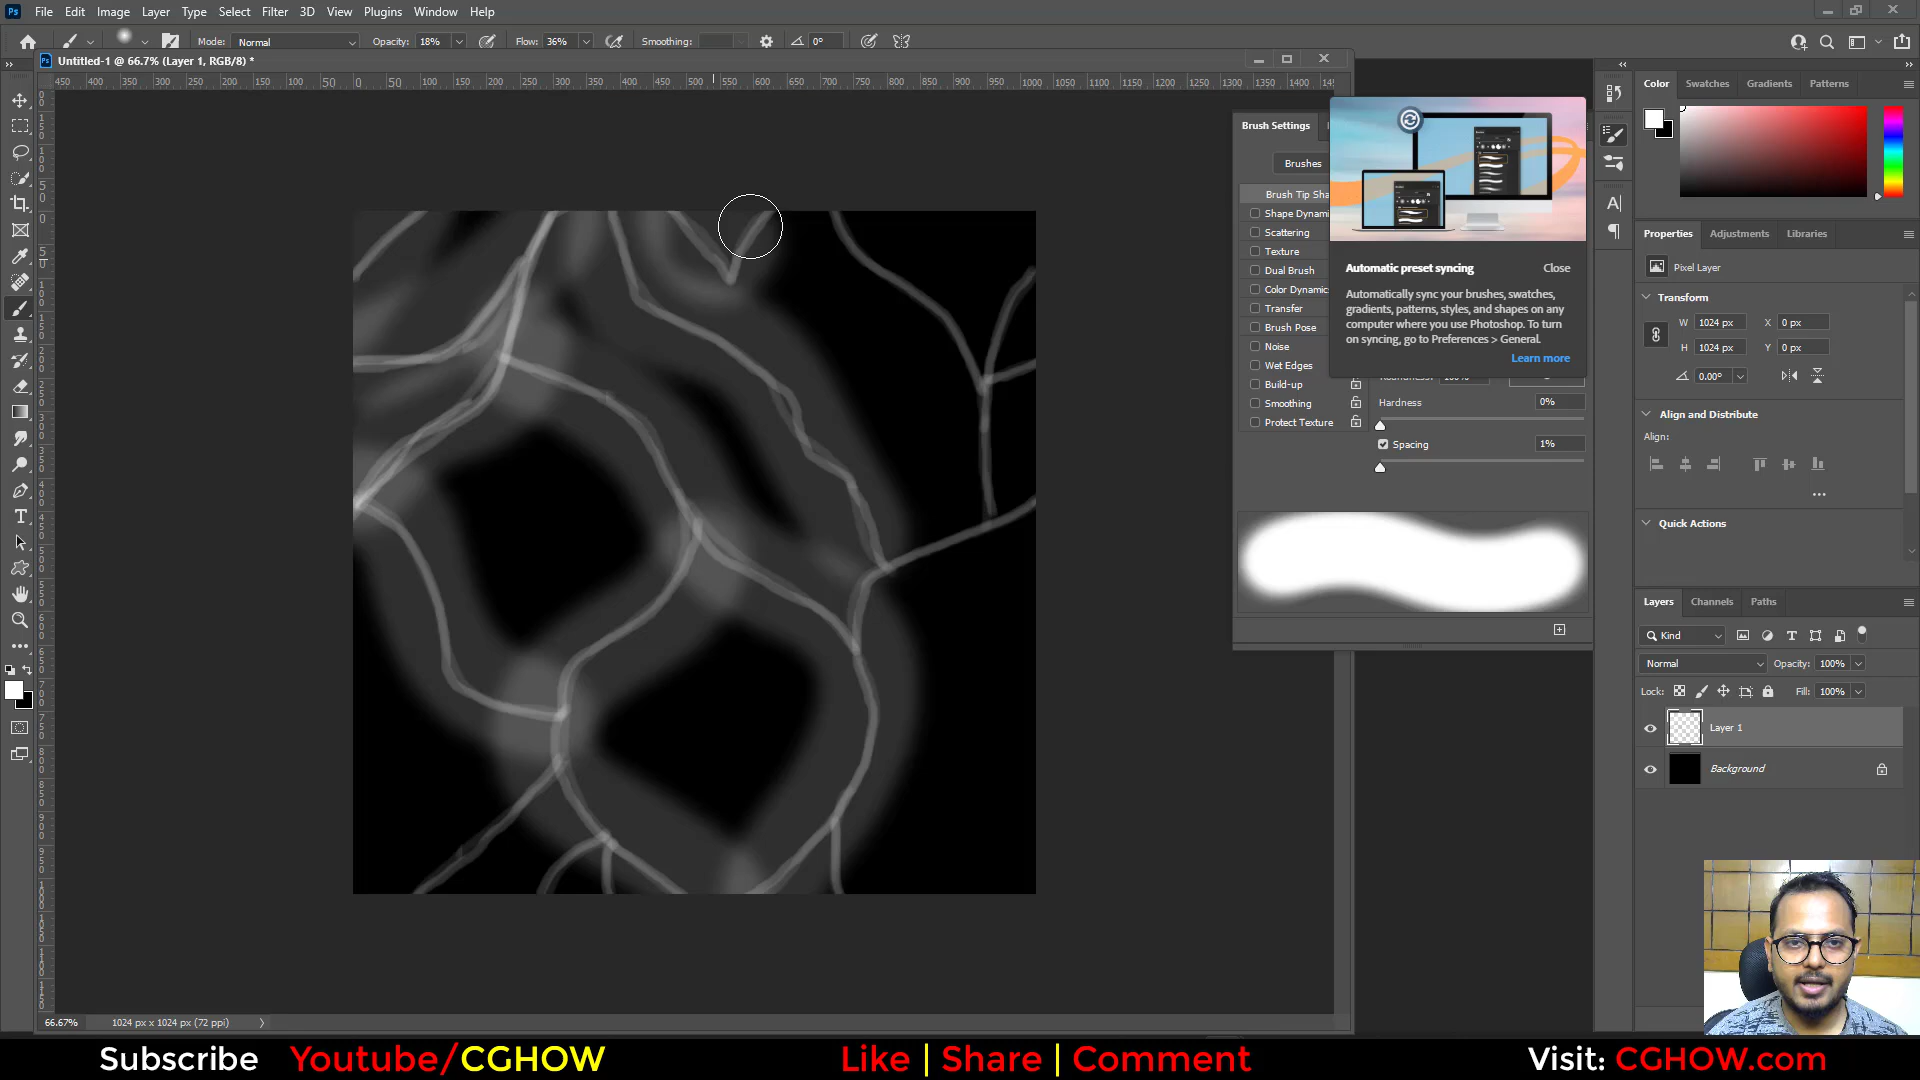 File Edit Image Layer Type Select Filter 3D View Plugins Window Help
Mode: Normal Opacity: 18% Flow: 36% Smoothing: 0°
Untitled-1 @ 66.7% (Layer 1, RGB/8) *
Brush Settings
Brushes
Brush Tip Sha
Shape Dynami
Scattering
Texture
Dual Brush
Color Dynamics
Transfer
Brush Pose
Noise
Wet Edges
Build-up
Smoothing
Protect Texture
Automatic preset syncing Close
Automatically sync your brushes, swatches,
gradients, patterns, styles, and shapes on any
computer where you use Photoshop. To turn
on syncing, go to Preferences > General.
Learn more
Hardness 0%
Spacing 1%
Color Swatches Gradients Patterns
Properties Adjustments Libraries
Pixel Layer
Transform
W 1024 px X 0 px
H 1024 px Y 0 px
0.00°
Align and Distribute
Align:
Quick Actions
Layers Channels Paths
Kind
Normal Opacity: 100%
Lock: Fill: 100%
Layer 1
Background
66.67% 1024 px x 1024 px (72 ppi)
Subscribe Youtube/CGHOW Like | Share | Comment Visit: CGHOW.com